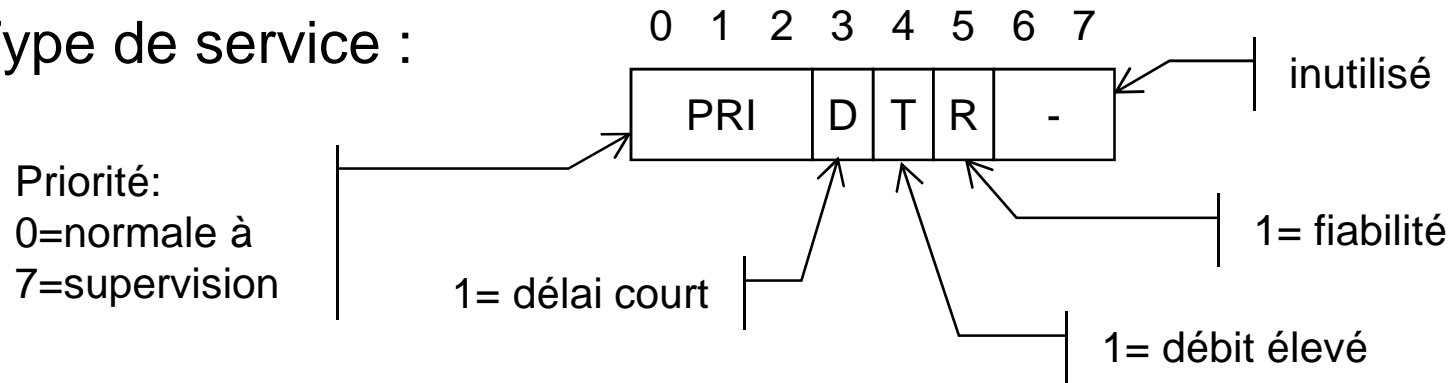 ype de service :
0 1 2 3 4 5 6 7
PRI D T R -
inutilisé
Priorité:
0=normale à
7=supervision
1= fiabilité
1= délai court
1= débit élevé